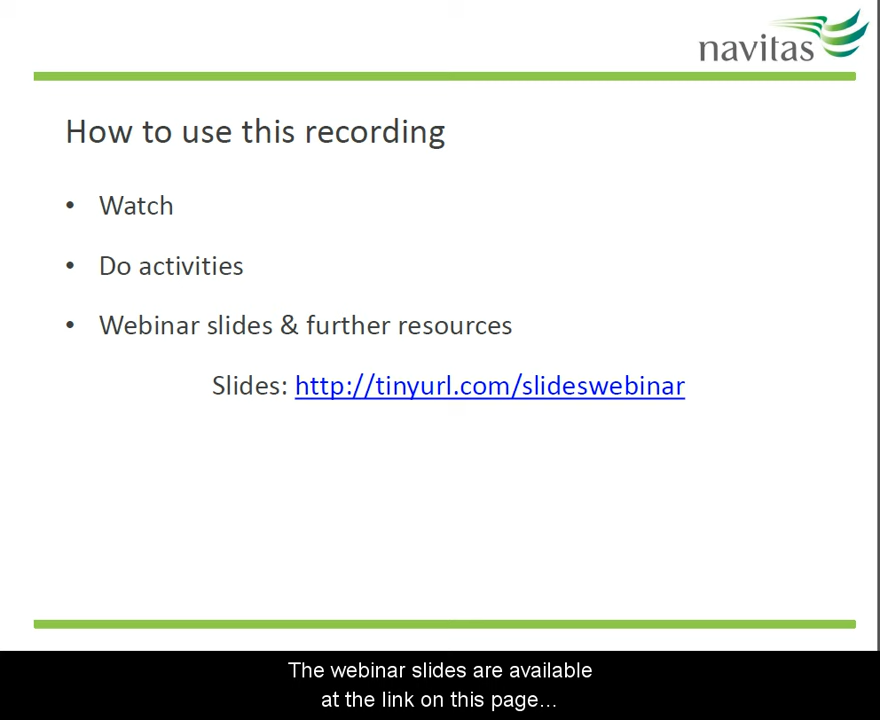 navitas
How to use this recording
• Watch
• Do activities
• Webinar slides & further resources
Slides: http://tinyurl.com/slideswebinar
The webinar slides are available
at the link on this page...